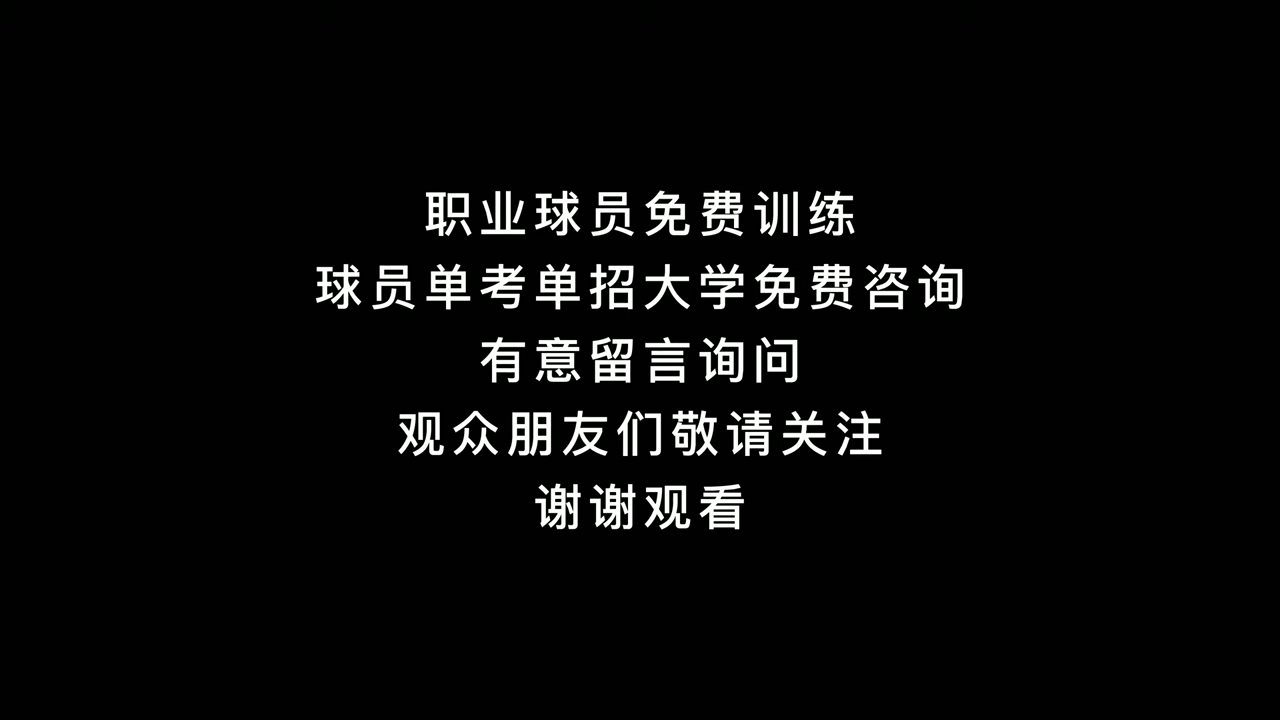 职业球员免费训练
球员单考单招大学免费咨询
有意留言询问
观众朋友们敬请关注
谢谢观看